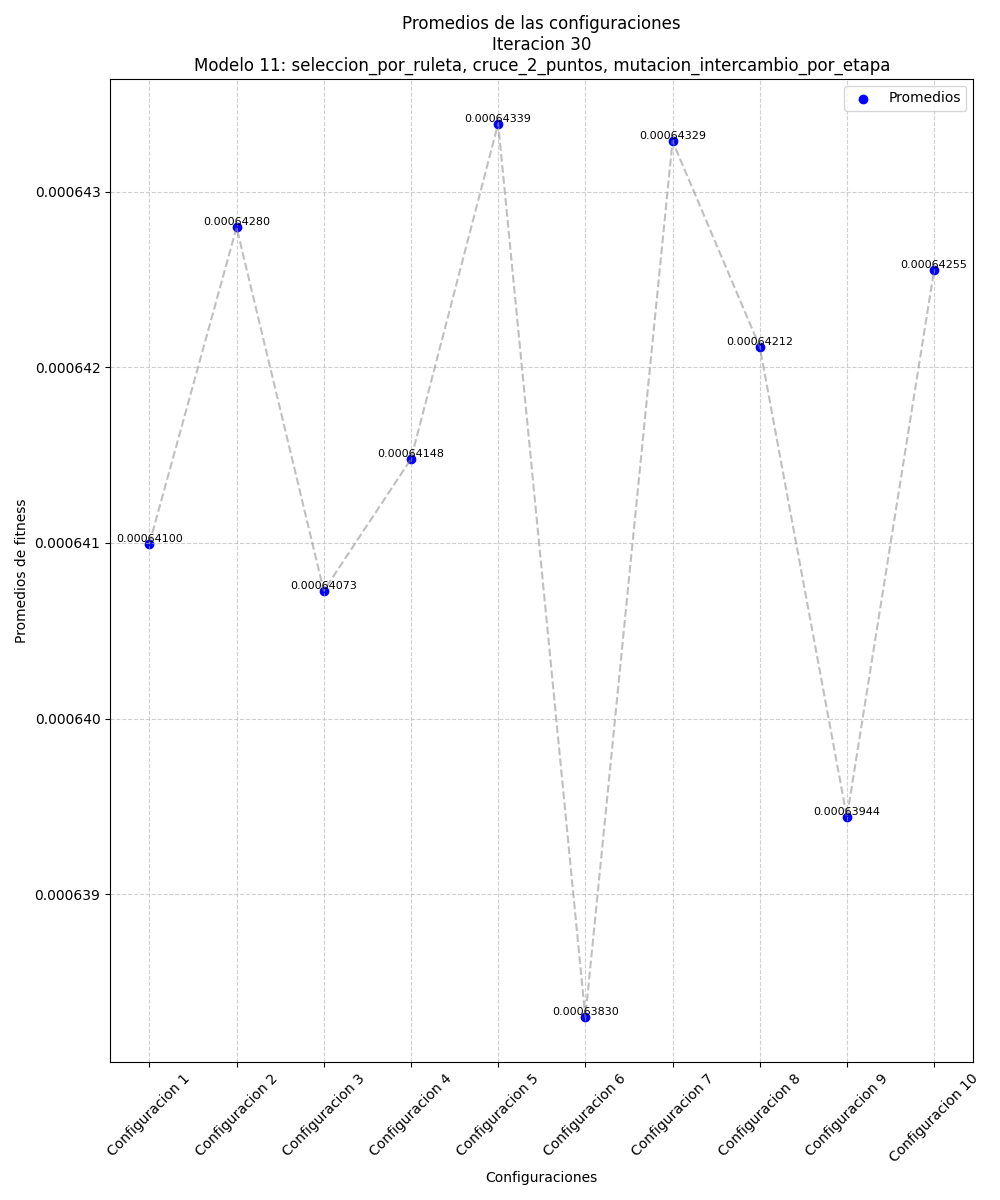 Promedios de las configuraciones
Iteracion 30
Modelo 11: seleccion_por_ruleta, cruce_2_puntos, mutacion_intercambio_por_etapa
Promedios
0.00064339
0.00064329
0.000643
0.00064280
0.00064255
0.00064212
0.000642
0.00064148
0.00064100
0.000641
0.00064073
0.000640
0.00063944
0.000639
0.00063830
Promedios de fitness
Configuracion 1
Configuracion 2
Configuracion 3
Configuracion 4
Configuracion 5
Configuracion 6
Configuracion 7
Configuracion 8
Configuracion 9
Configuracion 10
Configuraciones